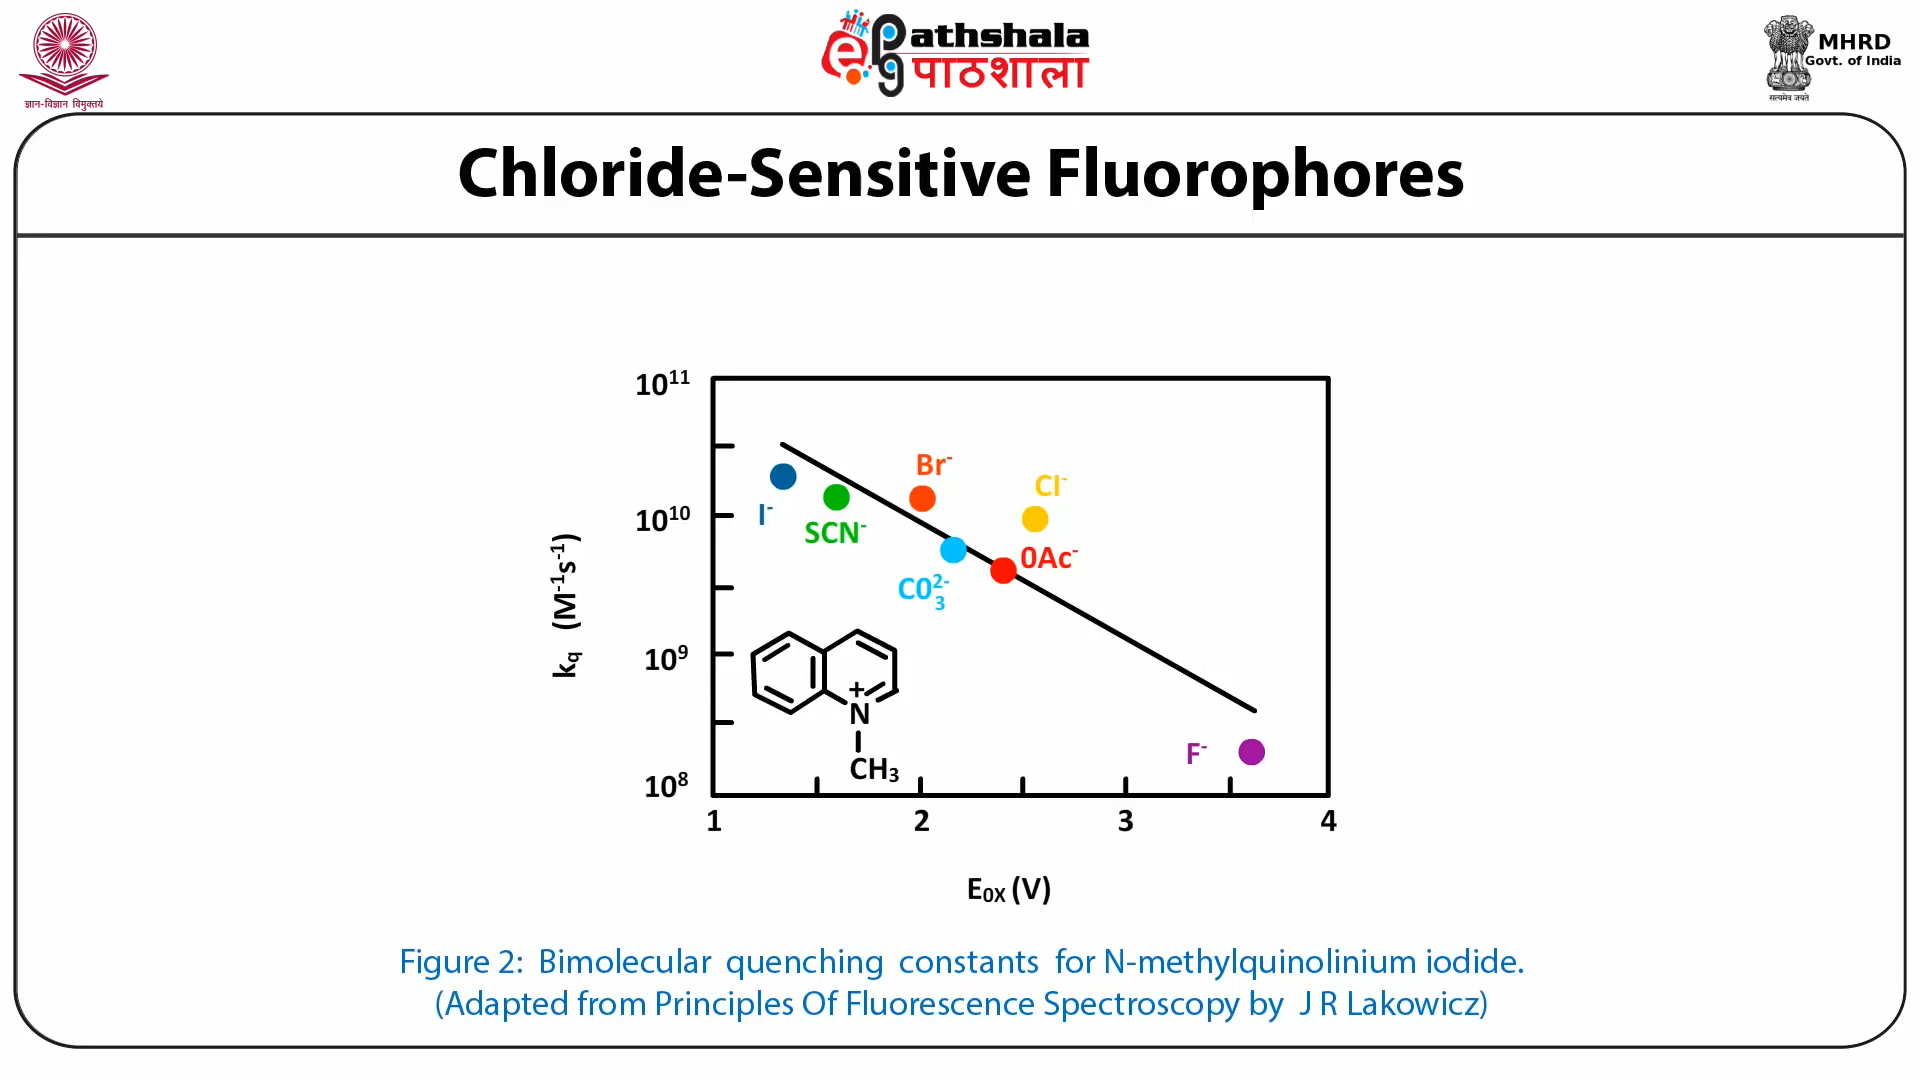 ज्ञान-विज्ञान विमुक्तये
ePathshala
पाठशाला
MHRD
Govt. of India
सत्यमेव जयते
Chloride-Sensitive Fluorophores
10¹¹
10¹⁰
10⁹
10⁸
kq (M⁻¹s⁻¹)
I⁻
SCN⁻
Br⁻
C0₃²⁻
Cl⁻
0Ac⁻
F⁻
+
N
CH₃
1 2 3 4
E₀ₓ (V)
Figure 2: Bimolecular quenching constants for N-methylquinolinium iodide.
(Adapted from Principles Of Fluorescence Spectroscopy by J R Lakowicz)